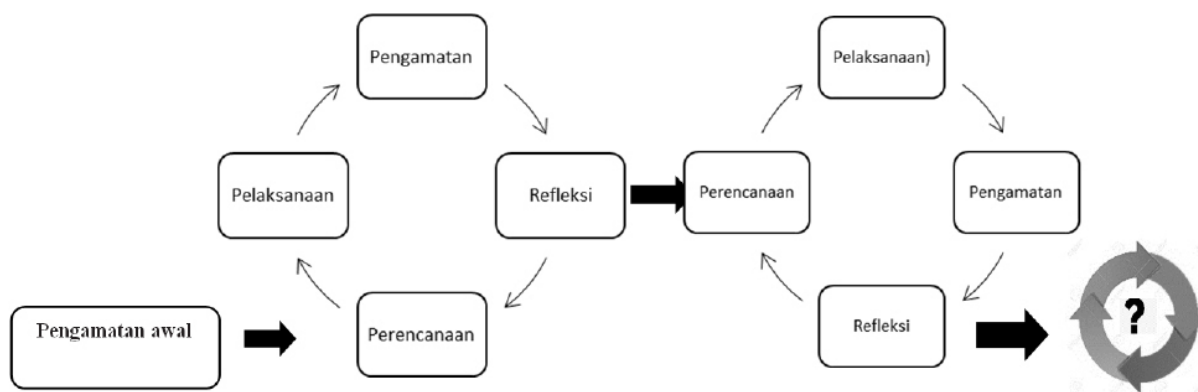 Pengamatan
Pelaksanaan)
Pelaksanaan
Refleksi
Perencanaan
Pengamatan
Pengamatan awal
Perencanaan
Refleksi
?